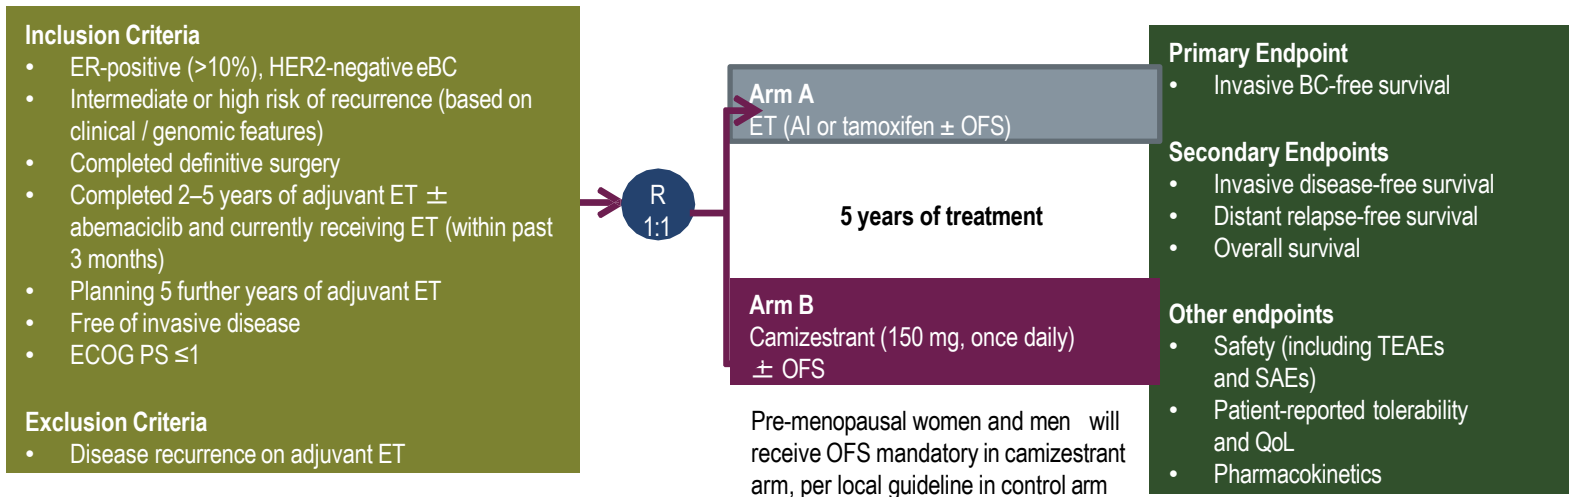 Inclusion Criteria
• ER-positive (>10%), HER2-negative eBC
• Intermediate or high risk of recurrence (based on
clinical / genomic features)
• Completed definitive surgery
• Completed 2–5 years of adjuvant ET ±
abemaciclib and currently receiving ET (within past
3 months)
• Planning 5 further years of adjuvant ET
• Free of invasive disease
• ECOG PS ≤1
Exclusion Criteria
• Disease recurrence on adjuvant ET
R
1:1
Arm A
ET (AI or tamoxifen ± OFS)
5 years of treatment
Arm B
Camizestrant (150 mg, once daily)
± OFS
Pre-menopausal women and men will
receive OFS mandatory in camizestrant
arm, per local guideline in control arm
Primary Endpoint
• Invasive BC-free survival
Secondary Endpoints
• Invasive disease-free survival
• Distant relapse-free survival
• Overall survival
Other endpoints
• Safety (including TEAEs
and SAEs)
• Patient-reported tolerability
and QoL
• Pharmacokinetics